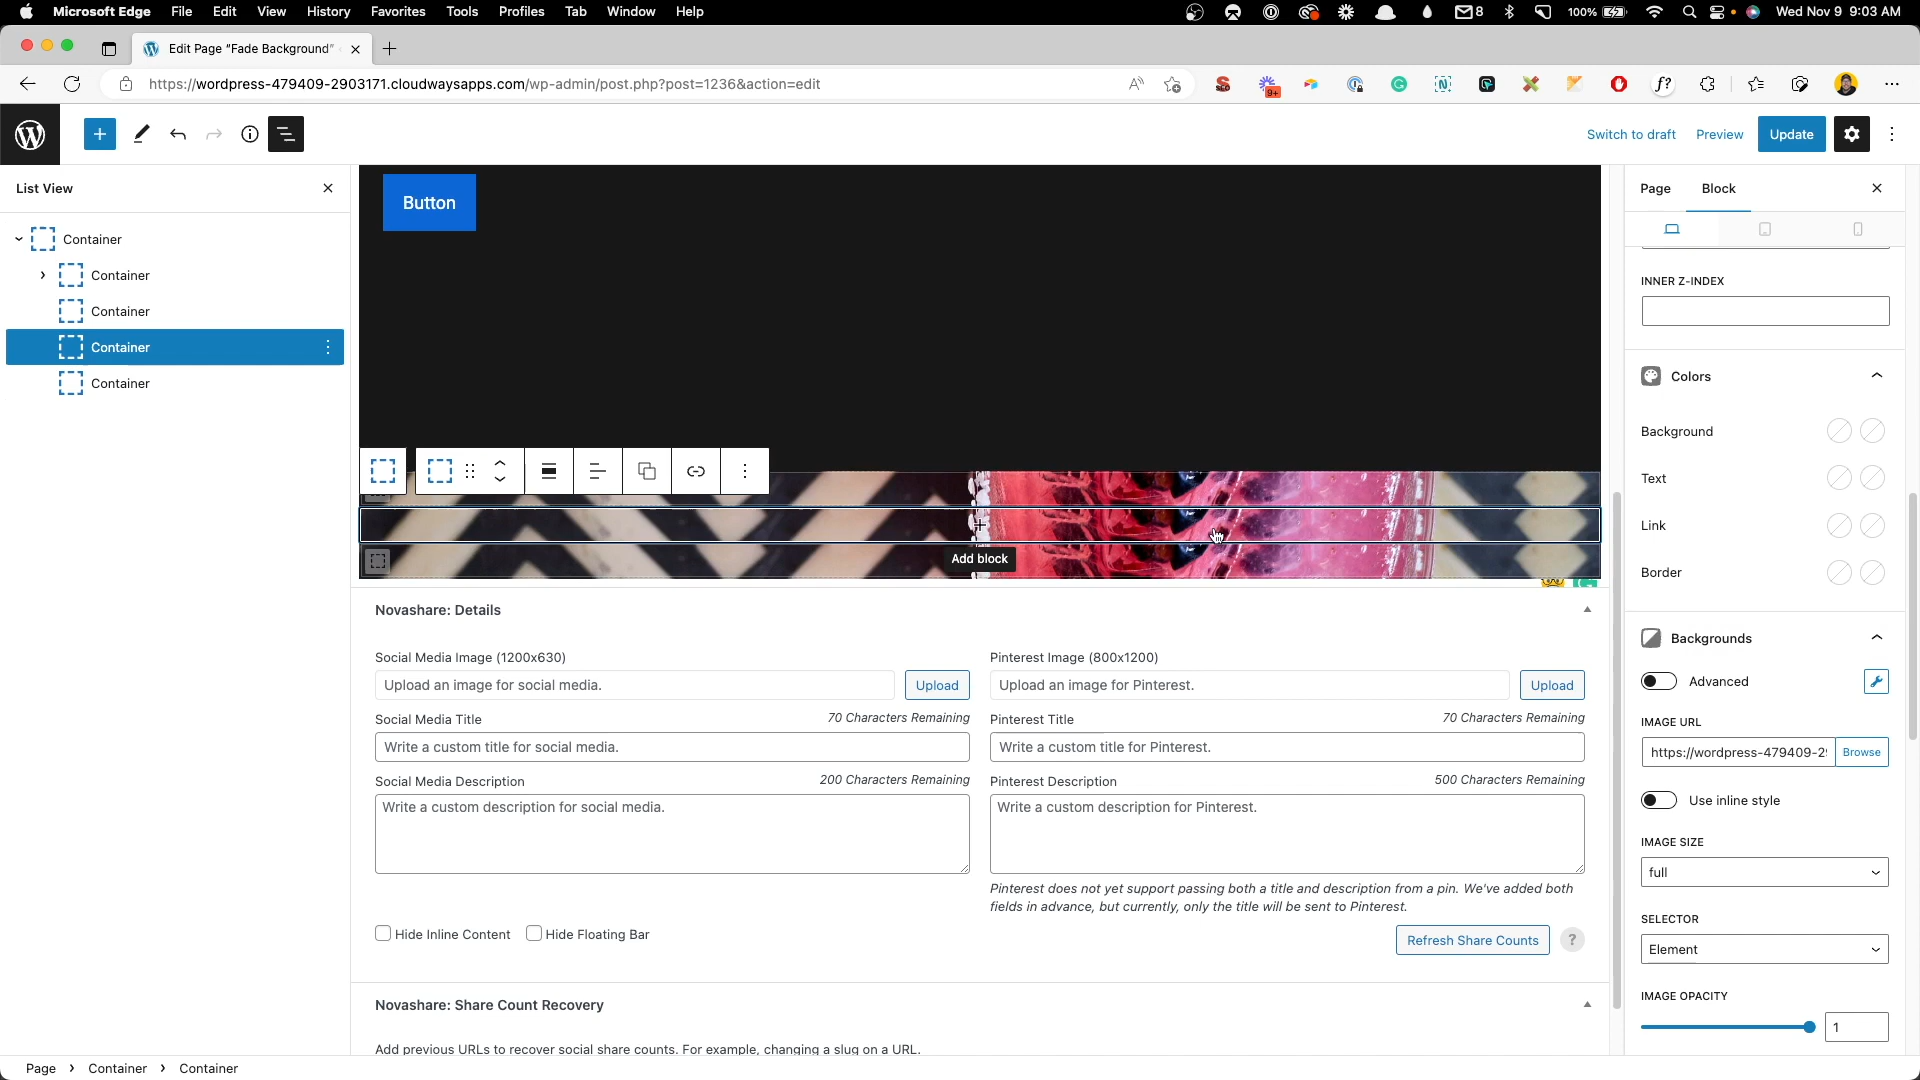 Microsoft Edge File Edit View History Favorites Tools Profiles Tab Window Help 8 100% Wed Nov 9 9:03 AM
Edit Page "Fade Background"
https://wordpress-479409-2903171.cloudwaysapps.com/wp-admin/post.php?post=1236&action=edit
9+
Switch to draft Preview Update
List View
Page Block
Container
Container
Container
Container
Container
Button
Add block
INNER Z-INDEX
Colors
Background
Text
Link
Border
Backgrounds
Advanced
IMAGE URL
https://wordpress-479409-2 Browse
Use inline style
IMAGE SIZE
full
SELECTOR
Element
IMAGE OPACITY
1
Novashare: Details
Social Media Image (1200x630)
Upload an image for social media. Upload
Social Media Title 70 Characters Remaining
Write a custom title for social media.
Social Media Description 200 Characters Remaining
Write a custom description for social media.
Pinterest Image (800x1200)
Upload an image for Pinterest. Upload
Pinterest Title 70 Characters Remaining
Write a custom title for Pinterest.
Pinterest Description 500 Characters Remaining
Write a custom description for Pinterest.
Pinterest does not yet support passing both a title and description from a pin. We've added both
fields in advance, but currently, only the title will be sent to Pinterest.
Hide Inline Content Hide Floating Bar
Refresh Share Counts ?
Novashare: Share Count Recovery
Add previous URLs to recover social share counts. For example, changing a slug on a URL.
Page › Container › Container